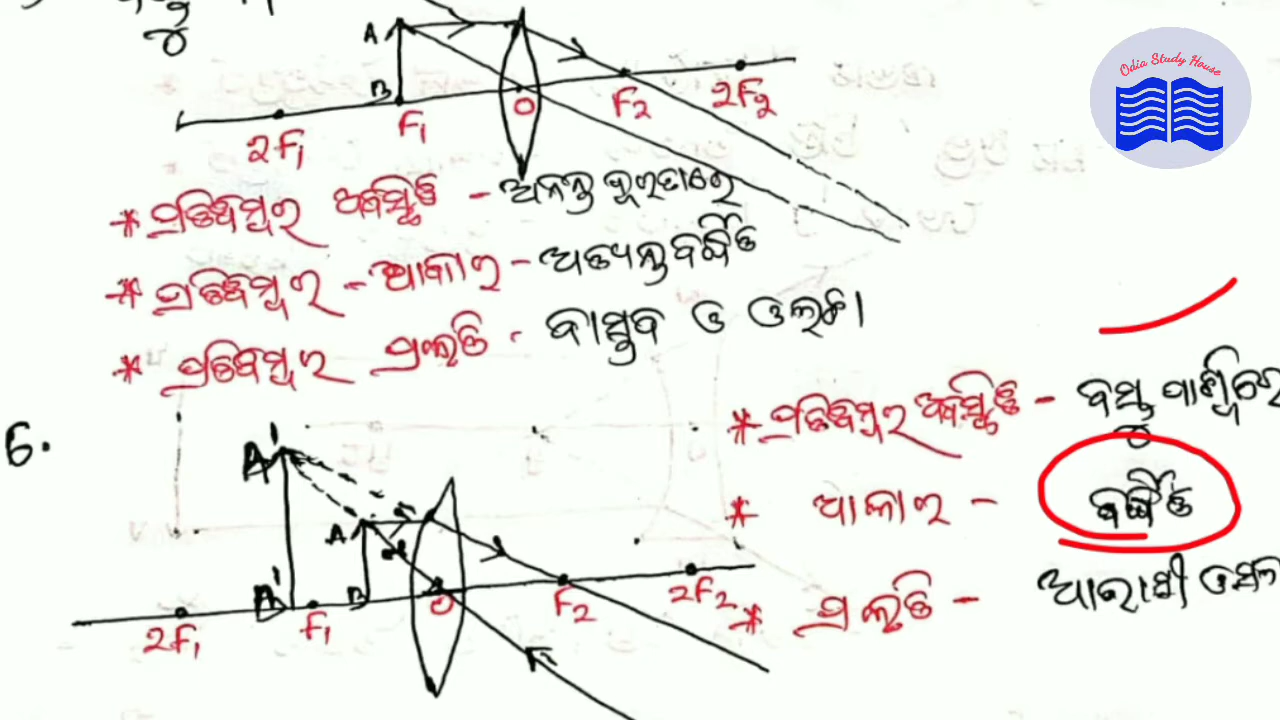 Odia Study House
A
B
2F₁ F₁ O F₂ 2F₂
* ପ୍ରତିବିମ୍ବର ଅବସ୍ଥିତି - ଅନନ୍ତ ଦୂରତାରେ
* ପ୍ରତିବିମ୍ବର - ଆକାର - ଅତ୍ୟନ୍ତ ବର୍ଦ୍ଧିତ
* ପ୍ରତିବିମ୍ବର ପ୍ରକୃତି - ବାସ୍ତବ ଓ ଓଲଟା
* ପ୍ରତିବିମ୍ବର ଅବସ୍ଥିତି - ବସ୍ତୁ ପାର୍ଶ୍ୱରେ
* ଆକାର - ବର୍ଦ୍ଧିତ
* ପ୍ରକୃତି - ଆଭାସୀ ଓ
6.
A'
A
B' B
2F₁ F₁ O F₂ 2F₂